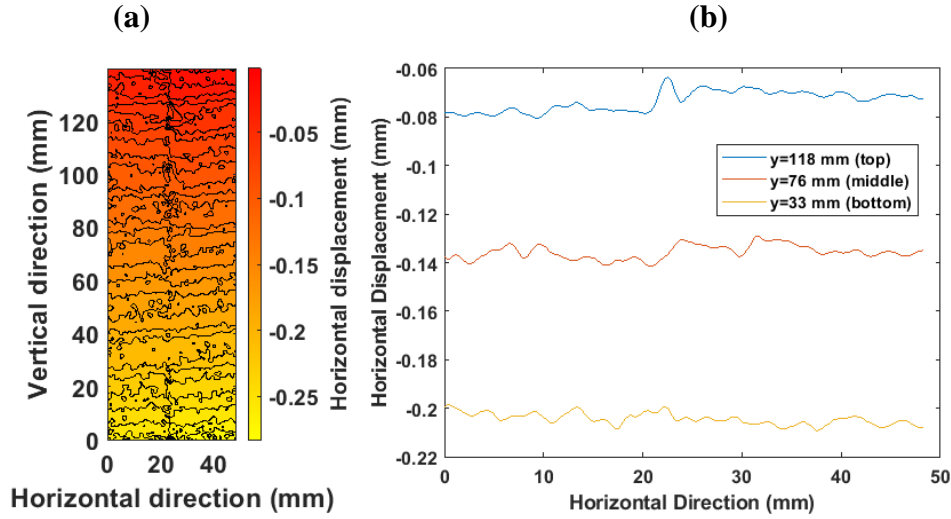 (a)
Vertical direction (mm)
120
100
80
60
40
20
0
0 20 40
Horizontal direction (mm)
-0.05
-0.1
-0.15
-0.2
-0.25
Horizontal displacement (mm)
(b)
Horizontal Displacement (mm)
-0.06
-0.08
-0.1
-0.12
-0.14
-0.16
-0.18
-0.2
-0.22
y=118 mm (top)
y=76 mm (middle)
y=33 mm (bottom)
0 10 20 30 40 50
Horizontal Direction (mm)